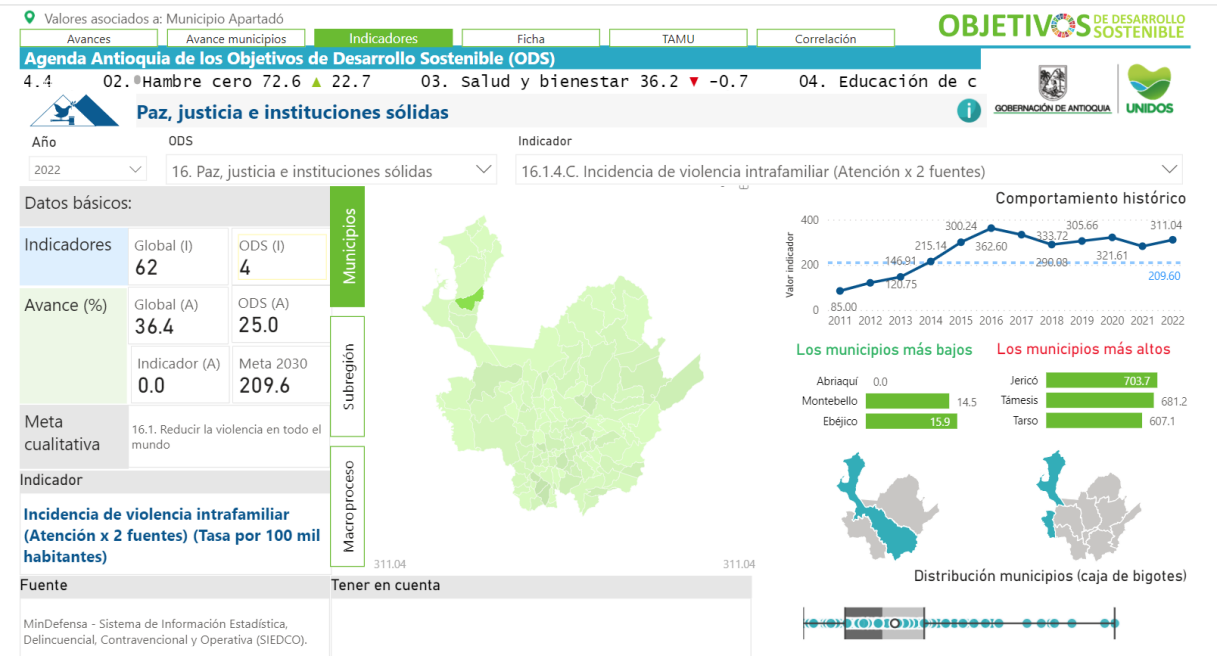 Valores asociados a: Municipio Apartadó
OBJETIVOS DE DESARROLLO SOSTENIBLE
Avances
Avance municipios
Indicadores
Ficha
TAMU
Correlación
Agenda Antioquia de los Objetivos de Desarrollo Sostenible (ODS)
4.4 02. Hambre cero 72.6 ▲ 22.7 03. Salud y bienestar 36.2 ▼ -0.7 04. Educación de c
GOBERNACIÓN DE ANTIOQUIA
UNIDOS
Paz, justicia e instituciones sólidas
i
Año
ODS
Indicador
2022
16. Paz, justicia e instituciones sólidas
16.1.4.C. Incidencia de violencia intrafamiliar (Atención x 2 fuentes)
Datos básicos:
Indicadores
Global (I)
62
ODS (I)
4
Avance (%)
Global (A)
36.4
ODS (A)
25.0
Indicador (A)
0.0
Meta 2030
209.6
Meta
cualitativa
16.1. Reducir la violencia en todo el
mundo
Indicador
Incidencia de violencia intrafamiliar
(Atención x 2 fuentes) (Tasa por 100 mil
habitantes)
Fuente
MinDefensa - Sistema de Información Estadística,
Delincuencial, Contravencional y Operativa (SIEDCO).
Municipios
Subregión
Macroproceso
311.04
311.04
Tener en cuenta
Comportamiento histórico
Valor indicador
400
200
0
85.00
120.75
146.91
215.14
300.24
362.60
333.72
290.08
305.66
321.61
311.04
209.60
2011 2012 2013 2014 2015 2016 2017 2018 2019 2020 2021 2022
Los municipios más bajos
Abriaquí 0.0
Montebello 14.5
Ebéjico 15.9
Los municipios más altos
Jericó 703.7
Támesis 681.2
Tarso 607.1
Distribución municipios (caja de bigotes)